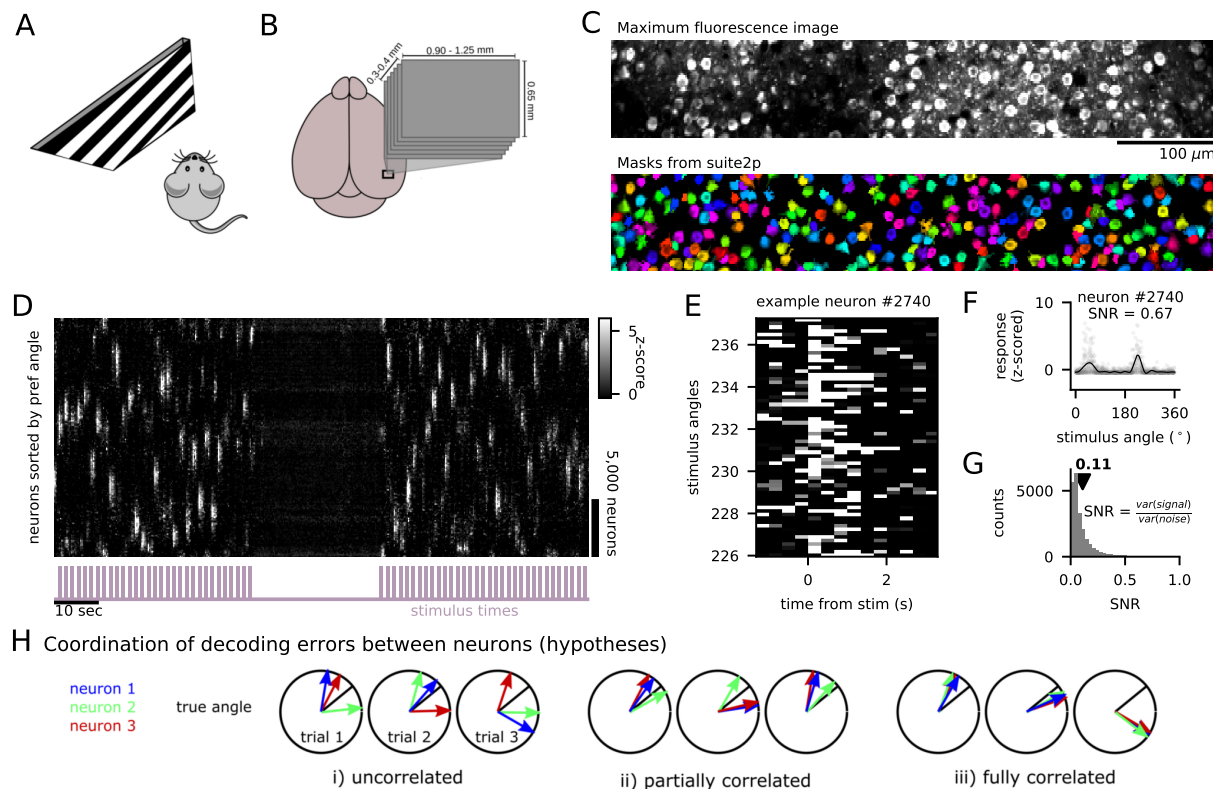 A
B
0.3-0.4 mm
0.90 - 1.25 mm
0.65 mm
C
Maximum fluorescence image
100 μm
Masks from suite2p
D
neurons sorted by pref angle
5
z-score
0
5,000 neurons
10 sec
stimulus times
E
example neuron #2740
stimulus angles
236
234
232
230
228
226
0
2
time from stim (s)
F
neuron #2740
SNR = 0.67
response
(z-scored)
10
0
0
180
360
stimulus angle (°)
G
0.11
counts
5000
0
SNR = var(signal)/var(noise)
0.0
0.5
1.0
SNR
H Coordination of decoding errors between neurons (hypotheses)
neuron 1
neuron 2
neuron 3
true angle
trial 1
trial 2
trial 3
i) uncorrelated
ii) partially correlated
iii) fully correlated